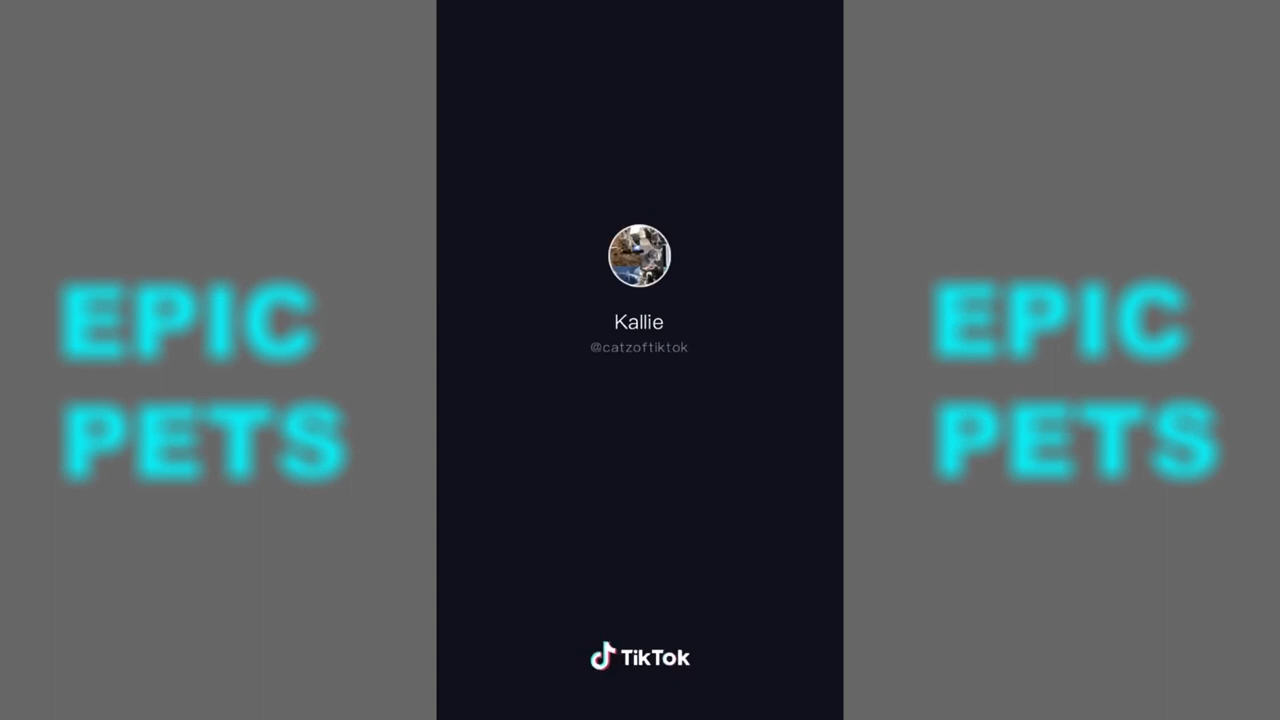 EPIC
PETS
Kallie
@catzoftiktok
TikTok
EPIC
PETS